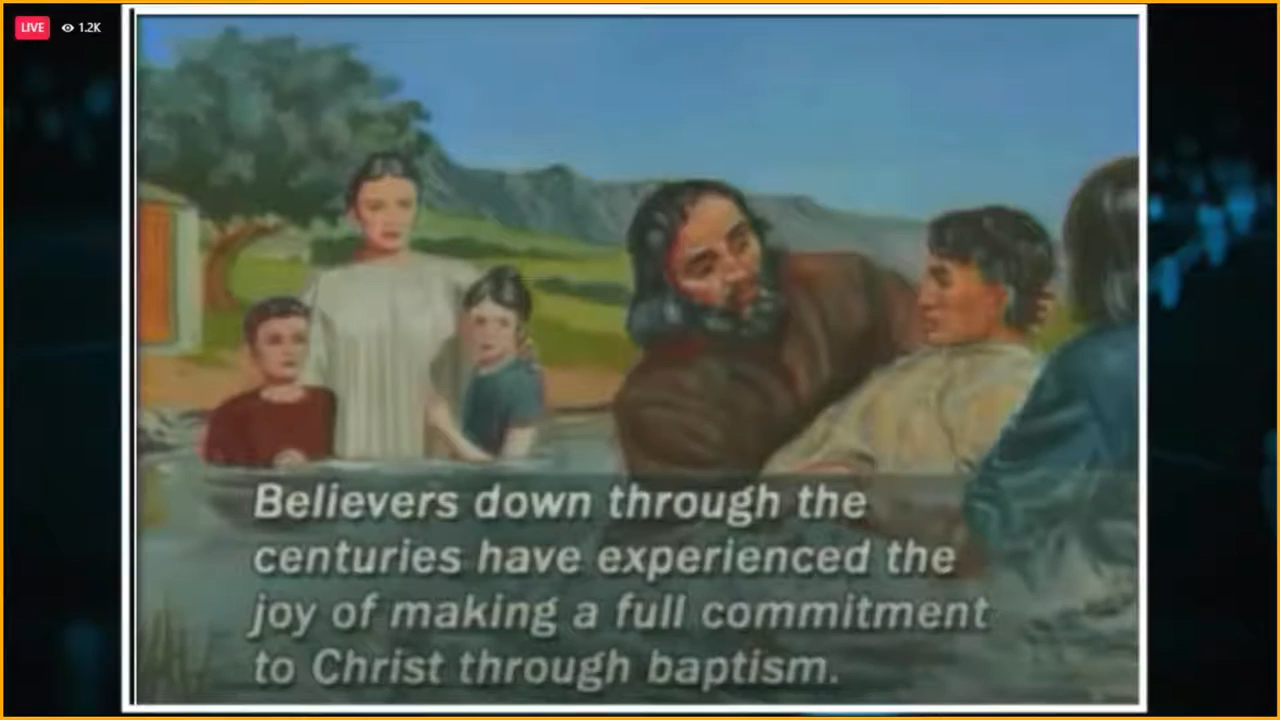 LIVE 1.2K
Believers down through the
centuries have experienced the
joy of making a full commitment
to Christ through baptism.